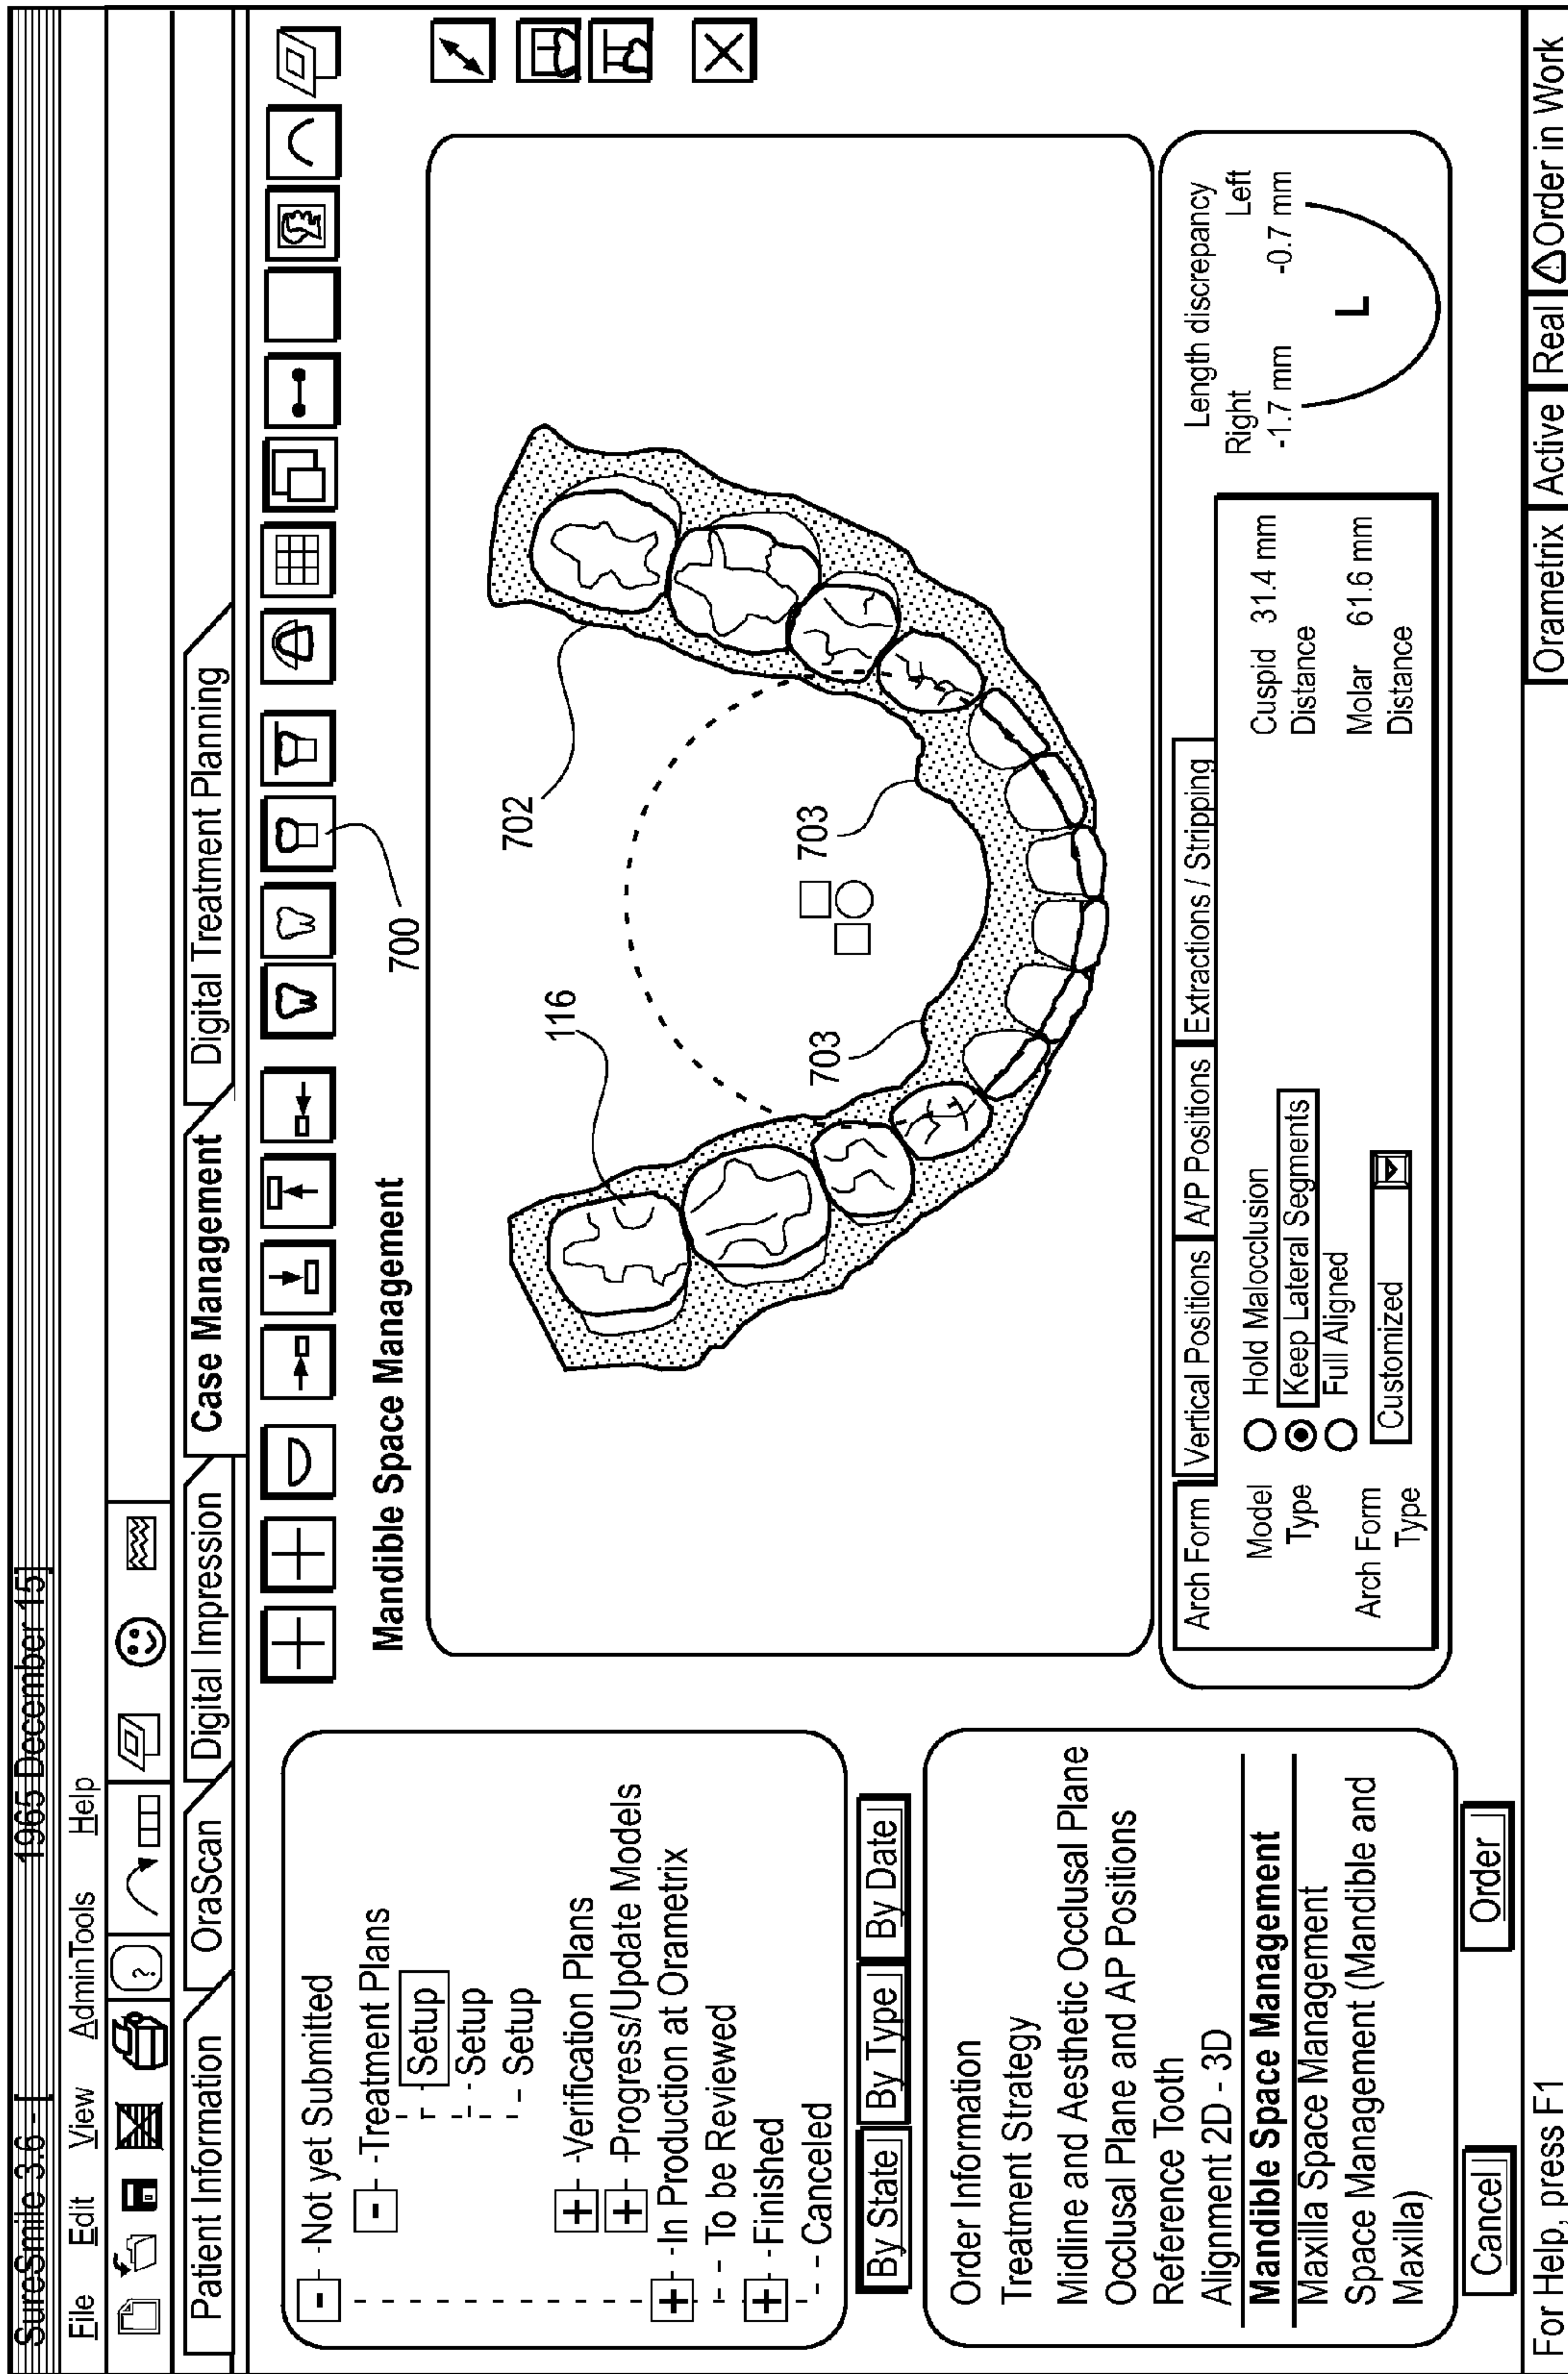 SureSmile 3.6 - [ 1965 December 15]
File Edit View AdminTools Help
Patient Information OraScan Digital Impression Case Management Digital Treatment Planning
?
- Not yet Submitted
- Treatment Plans
Setup
Setup
Setup
+ Verification Plans
+ Progress/Update Models
+ In Production at Orametrix
To be Reviewed
+ Finished
Canceled
By State By Type By Date
Order Information
Treatment Strategy
Midline and Aesthetic Occlusal Plane
Occlusal Plane and AP Positions
Reference Tooth
Alignment 2D - 3D
Mandible Space Management
Maxilla Space Management
Space Management (Mandible and
Maxilla)
Cancel Order
Mandible Space Management
700
116
702
703
703
Arch Form Vertical Positions A/P Positions Extractions / Stripping
Model Type
Hold Malocclusion
Keep Lateral Segments
Full Aligned
Arch Form Type
Customized
Cuspid Distance 31.4 mm
Molar Distance 61.6 mm
Length discrepancy
Right Left
-1.7 mm -0.7 mm
L
For Help, press F1 Orametrix Active Real Order in Work